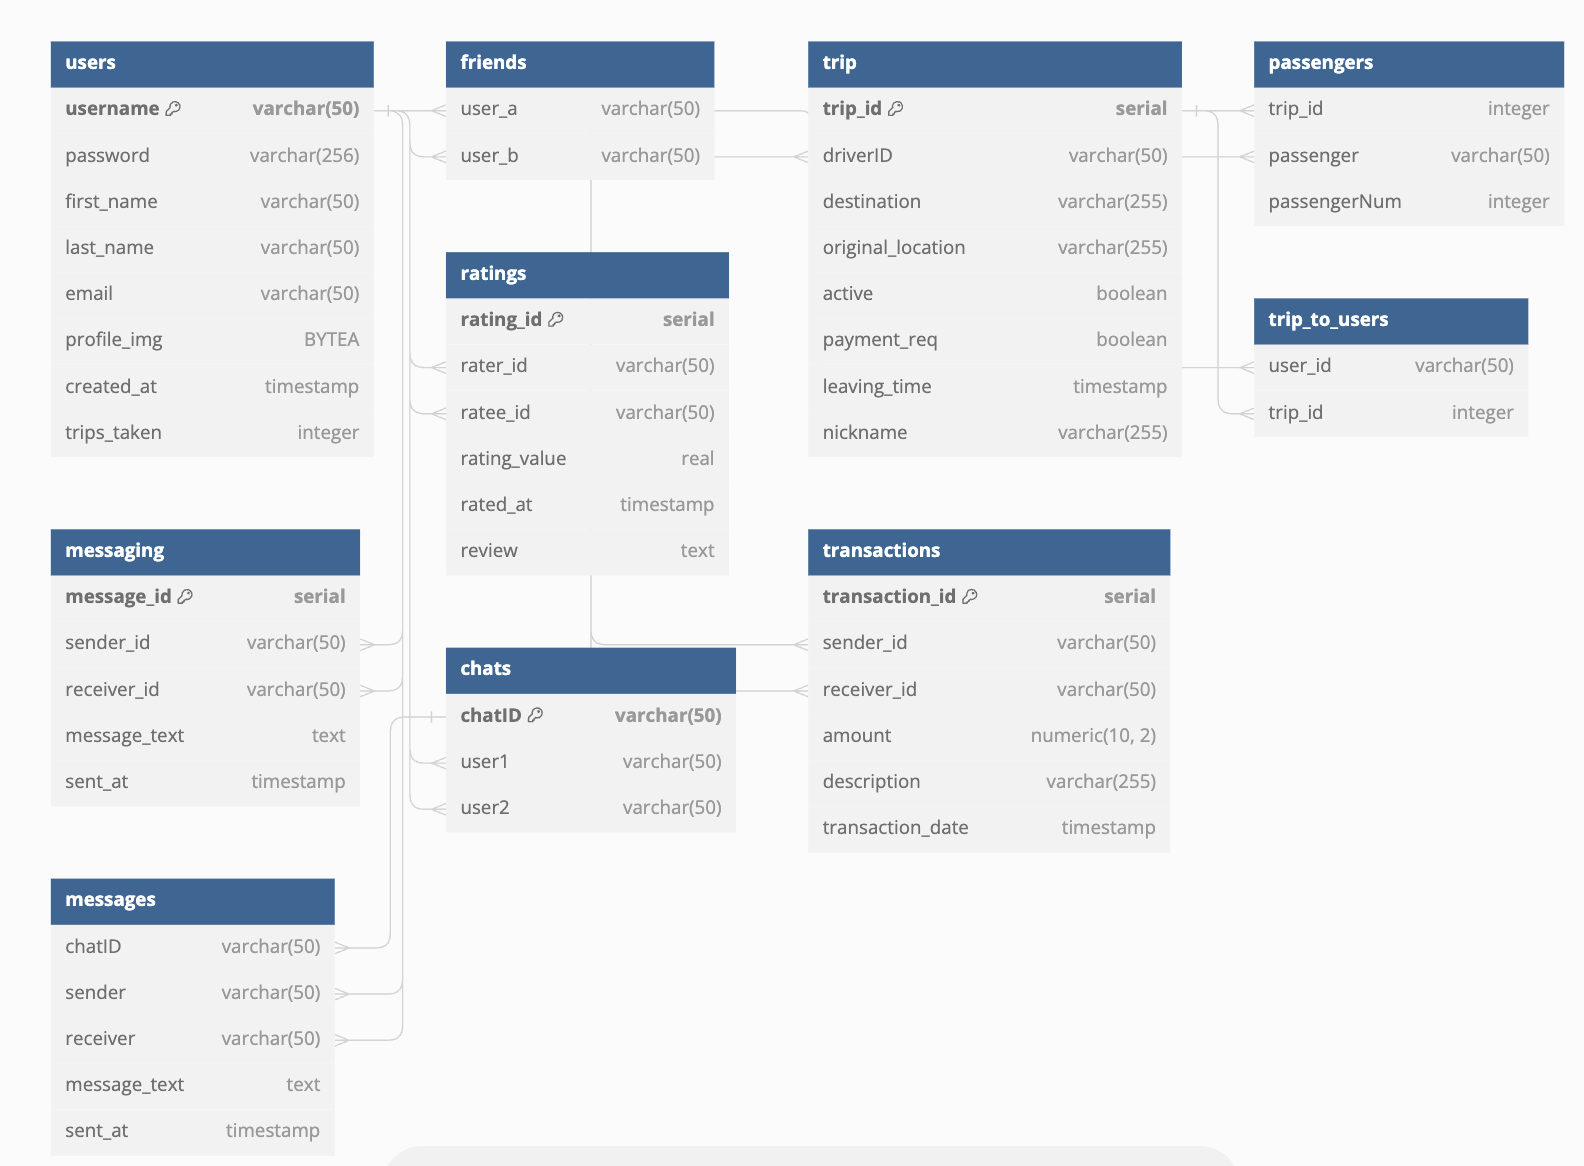 users
username varchar(50)
password varchar(256)
first_name varchar(50)
last_name varchar(50)
email varchar(50)
profile_img BYTEA
created_at timestamp
trips_taken integer
friends
user_a varchar(50)
user_b varchar(50)
trip
trip_id serial
driverID varchar(50)
destination varchar(255)
original_location varchar(255)
active boolean
payment_req boolean
leaving_time timestamp
nickname varchar(255)
passengers
trip_id integer
passenger varchar(50)
passengerNum integer
ratings
rating_id serial
rater_id varchar(50)
ratee_id varchar(50)
rating_value real
rated_at timestamp
review text
trip_to_users
user_id varchar(50)
trip_id integer
messaging
message_id serial
sender_id varchar(50)
receiver_id varchar(50)
message_text text
sent_at timestamp
chats
chatID varchar(50)
user1 varchar(50)
user2 varchar(50)
transactions
transaction_id serial
sender_id varchar(50)
receiver_id varchar(50)
amount numeric(10, 2)
description varchar(255)
transaction_date timestamp
messages
chatID varchar(50)
sender varchar(50)
receiver varchar(50)
message_text text
sent_at timestamp